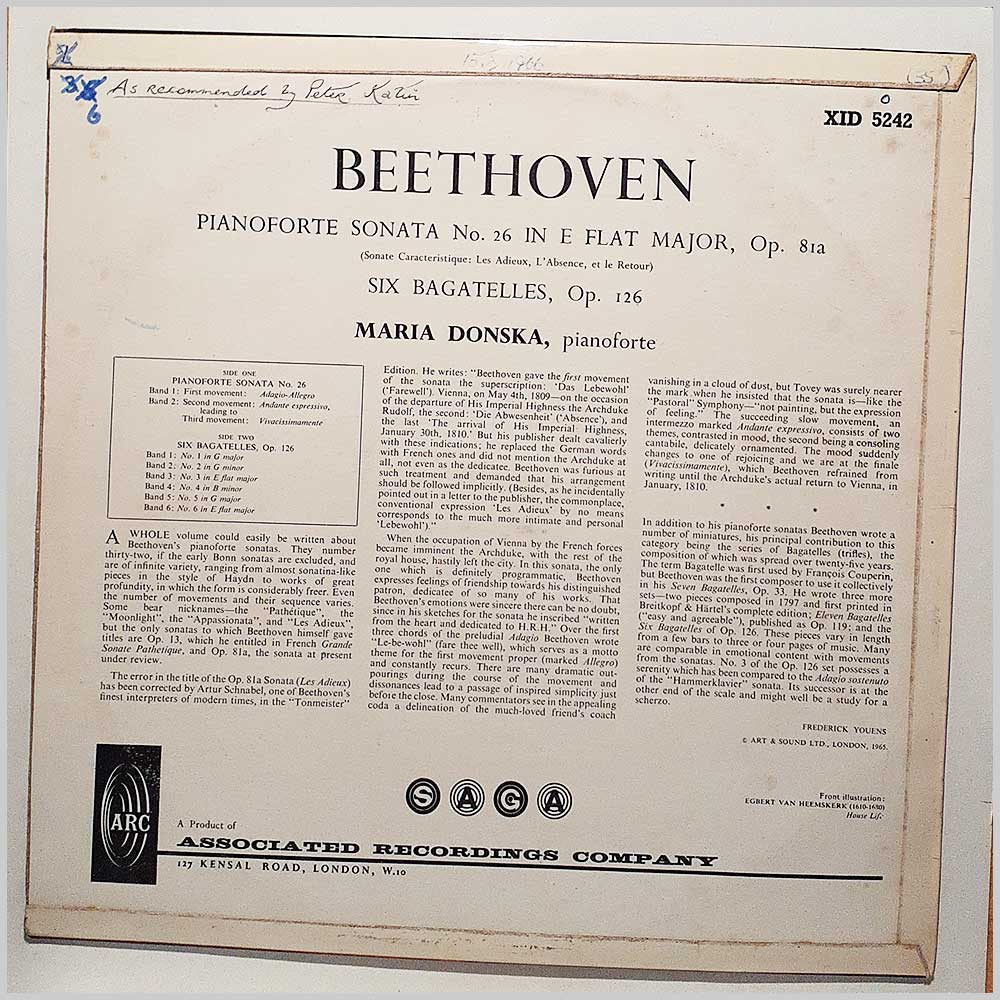 As recommended by Peter Katin
6
(35)
XID 5242
BEETHOVEN
PIANOFORTE SONATA No. 26 IN E FLAT MAJOR, Op. 81a
(Sonate Caracteristique: Les Adieux, L'Absence, et le Retour)
SIX BAGATELLES, Op. 126
MARIA DONSKA, pianoforte
SIDE ONE
PIANOFORTE SONATA No. 26
Band 1: First movement: Adagio-Allegro
Band 2: Second movement: Andante espressivo,
leading to
Third movement: Vivacissimamente
SIDE TWO
SIX BAGATELLES, Op. 126
Band 1: No. 1 in G major
Band 2: No. 2 in G minor
Band 3: No. 3 in E flat major
Band 4: No. 4 in B minor
Band 5: No. 5 in G major
Band 6: No. 6 in E flat major
A WHOLE volume could easily be written about
Beethoven's pianoforte sonatas. They number
thirty-two, if the early Bonn sonatas are excluded, and
are of infinite variety, ranging from almost sonatina-like
pieces in the style of Haydn to works of great
profundity, in which the form is considerably freer. Even
the number of movements and their sequence varies.
Some bear nicknames—the "Pathétique", the
"Moonlight", the "Appassionata", and "Les Adieux",
but the only sonatas to which Beethoven himself gave
titles are Op. 13, which he entitled in French Grande
Sonate Pathetique, and Op. 81a, the sonata at present
under review.
The error in the title of the Op. 81a Sonata (Les Adieux)
has been corrected by Artur Schnabel, one of Beethoven's
finest interpreters of modern times, in the "Tonmeister"
Edition. He writes: "Beethoven gave the first movement
of the sonata the superscription: 'Das Lebewohl'
('Farewell'). Vienna, on May 4th, 1809—on the occasion
of the departure of His Imperial Highness the Archduke
Rudolf, the second: 'Die Abwesenheit' ('Absence'), and
the last 'The arrival of His Imperial Highness,
January 30th, 1810.' But his publisher dealt cavalierly
with these indications; he replaced the German words
with French ones and did not mention the Archduke at
all, not even as the dedicatee. Beethoven was furious at
such treatment and demanded that his arrangement
should be followed implicitly. (Besides, as he incidentally
pointed out in a letter to the publisher, the commonplace,
conventional expression 'Les Adieux' by no means
corresponds to the much more intimate and personal
'Lebewohl')."
When the occupation of Vienna by the French forces
became imminent the Archduke, with the rest of the
royal house, hastily left the city. In this sonata, the only
one which is definitely programmatic, Beethoven
expresses feelings of friendship towards his distinguished
patron, dedicatee of so many of his works. That
Beethoven's emotions were sincere there can be no doubt,
since in his sketches for the sonata he inscribed "written
from the heart and dedicated to H.R.H." Over the first
three chords of the preludial Adagio Beethoven wrote
"Le-be-wohl" (fare thee well), which serves as a motto
theme for the first movement proper (marked Allegro)
and constantly recurs. There are many dramatic out-
pourings during the course of the movement and
dissonances lead to a passage of inspired simplicity just
before the close. Many commentators see in the appealing
coda a delineation of the much-loved friend's coach
vanishing in a cloud of dust, but Tovey was surely nearer
the mark when he insisted that the sonata is—like the
"Pastoral" Symphony—"not painting, but the expression
of feeling." The succeeding slow movement, an
intermezzo marked Andante expressivo, consists of two
themes, contrasted in mood, the second being a consoling
cantabile, delicately ornamented. The mood suddenly
changes to one of rejoicing and we are at the finale
(Vivacissimamente), which Beethoven refrained from
writing until the Archduke's actual return to Vienna, in
January, 1810.
* * *
In addition to his pianoforte sonatas Beethoven wrote a
number of miniatures, his principal contribution to this
category being the series of Bagatelles (trifles), the
composition of which was spread over twenty-five years.
The term Bagatelle was first used by François Couperin,
but Beethoven was the first composer to use it collectively
in his Seven Bagatelles, Op. 33. He wrote three more
sets—two pieces composed in 1797 and first printed in
Breitkopf & Härtel's complete edition; Eleven Bagatelles
("easy and agreeable"), published as Op. 119; and the
Six Bagatelles of Op. 126. These pieces vary in length
from a few bars to three or four pages of music. Many
are comparable in emotional content with movements
from the sonatas. No. 3 of the Op. 126 set possesses a
serenity which has been compared to the Adagio sostenuto
of the "Hammerklavier" sonata. Its successor is at the
other end of the scale and might well be a study for a
scherzo.
FREDERICK YOUENS
© ART & SOUND LTD., LONDON, 1965.
ARC
SAGA
Front illustration:
EGBERT VAN HEEMSKERK (1610-1680)
House Life
A Product of
ASSOCIATED RECORDINGS COMPANY
127 KENSAL ROAD, LONDON, W.10